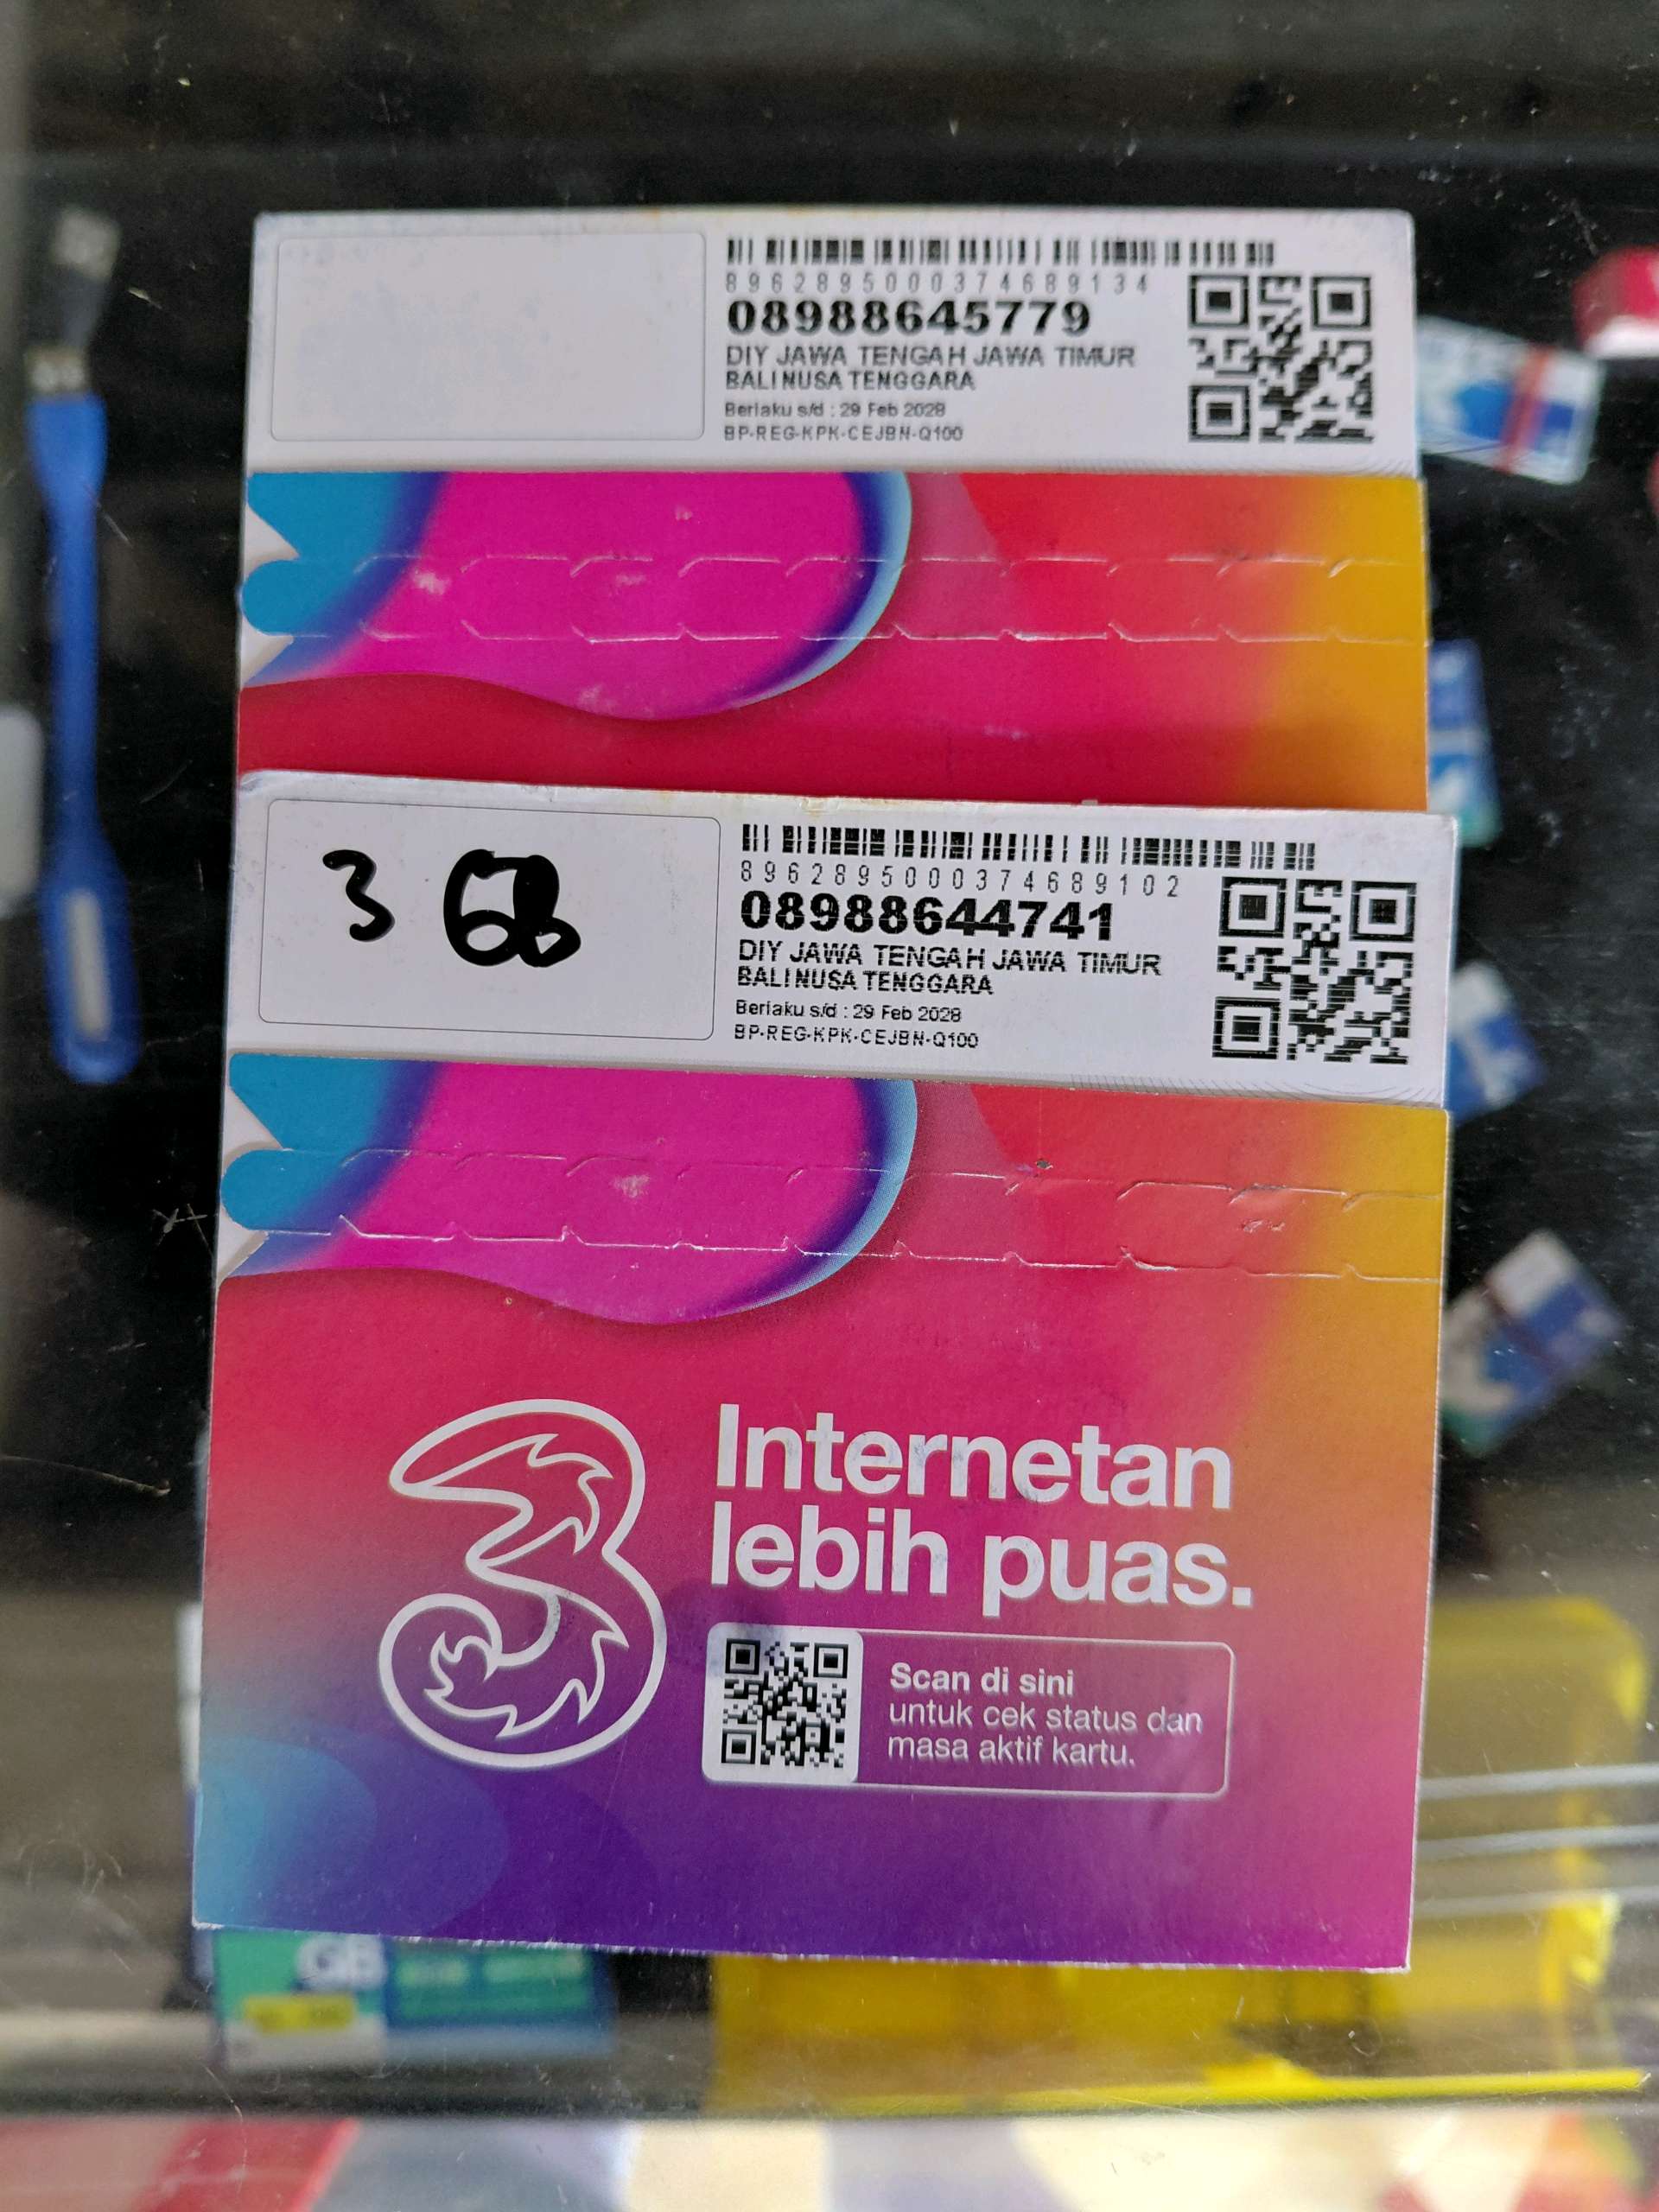 8962895000374689134
08988645779
DIY JAWA TENGAH JAWA TIMUR
BALI NUSA TENGGARA
Berlaku s/d : 29 Feb 2028
BP-REG-KPK-CEJBN-Q100
3
8962895000374689102
08988644741
DIY JAWA TENGAH JAWA TIMUR
BALI NUSA TENGGARA
Berlaku s/d : 29 Feb 2028
BP-REG-KPK-CEJBN-Q100
3
Internetan
lebih puas.
Scan di sini
untuk cek status dan
masa aktif kartu.
GB